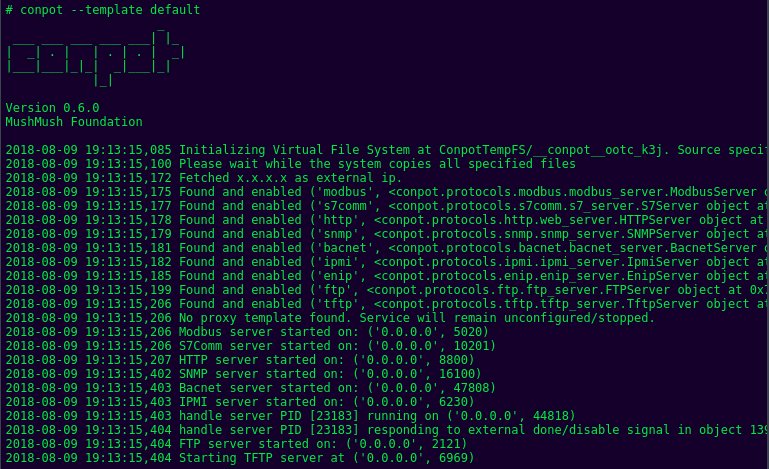 # conpot --template default
                       _
 ___ ___ ___ ___ ___| |_
|  _| . |   | . | . |  _|
|___|___|_|_|  _|___|_|
            |_|
Version 0.6.0
MushMush Foundation
2018-08-09 19:13:15,085 Initializing Virtual File System at ConpotTempFS/__conpot__ootc_k3j. Source speci
2018-08-09 19:13:15,100 Please wait while the system copies all specified files
2018-08-09 19:13:15,172 Fetched x.x.x.x as external ip.
2018-08-09 19:13:15,175 Found and enabled ('modbus', <conpot.protocols.modbus.modbus_server.ModbusServer
2018-08-09 19:13:15,177 Found and enabled ('s7comm', <conpot.protocols.s7comm.s7_server.S7Server object at
2018-08-09 19:13:15,178 Found and enabled ('http', <conpot.protocols.http.web_server.HTTPServer object at
2018-08-09 19:13:15,179 Found and enabled ('snmp', <conpot.protocols.snmp.snmp_server.SNMPServer object at
2018-08-09 19:13:15,181 Found and enabled ('bacnet', <conpot.protocols.bacnet.bacnet_server.BacnetServer
2018-08-09 19:13:15,182 Found and enabled ('ipmi', <conpot.protocols.ipmi.ipmi_server.IpmiServer object at
2018-08-09 19:13:15,185 Found and enabled ('enip', <conpot.protocols.enip.enip_server.EnipServer object at
2018-08-09 19:13:15,199 Found and enabled ('ftp', <conpot.protocols.ftp.ftp_server.FTPServer object at 0x
2018-08-09 19:13:15,206 Found and enabled ('tftp', <conpot.protocols.tftp.tftp_server.TftpServer object at
2018-08-09 19:13:15,206 No proxy template found. Service will remain unconfigured/stopped.
2018-08-09 19:13:15,206 Modbus server started on: ('0.0.0.0', 5020)
2018-08-09 19:13:15,206 S7Comm server started on: ('0.0.0.0', 10201)
2018-08-09 19:13:15,207 HTTP server started on: ('0.0.0.0', 8800)
2018-08-09 19:13:15,402 SNMP server started on: ('0.0.0.0', 16100)
2018-08-09 19:13:15,403 Bacnet server started on: ('0.0.0.0', 47808)
2018-08-09 19:13:15,403 IPMI server started on: ('0.0.0.0', 6230)
2018-08-09 19:13:15,403 handle server PID [23183] running on ('0.0.0.0', 44818)
2018-08-09 19:13:15,404 handle server PID [23183] responding to external done/disable signal in object 139
2018-08-09 19:13:15,404 FTP server started on: ('0.0.0.0', 2121)
2018-08-09 19:13:15,404 Starting TFTP server at ('0.0.0.0', 6969)